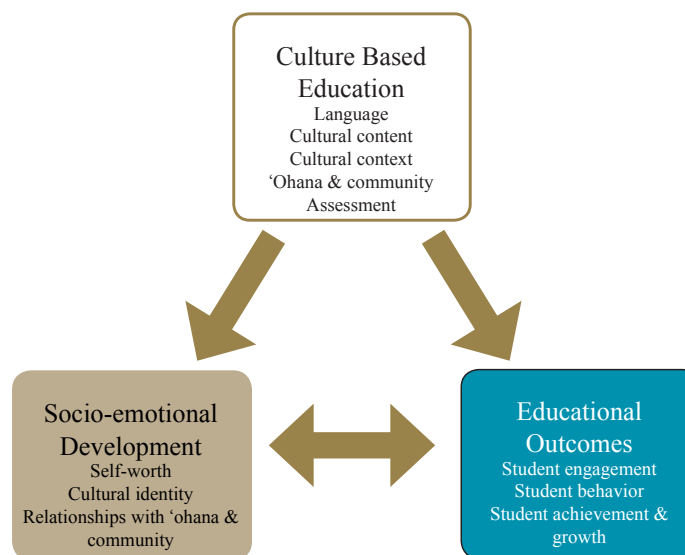 Culture Based
Education
Language
Cultural content
Cultural context
ʻOhana & community
Assessment
Socio-emotional
Development
Self-worth
Cultural identity
Relationships with ʻohana &
community
Educational
Outcomes
Student engagement
Student behavior
Student achievement &
growth